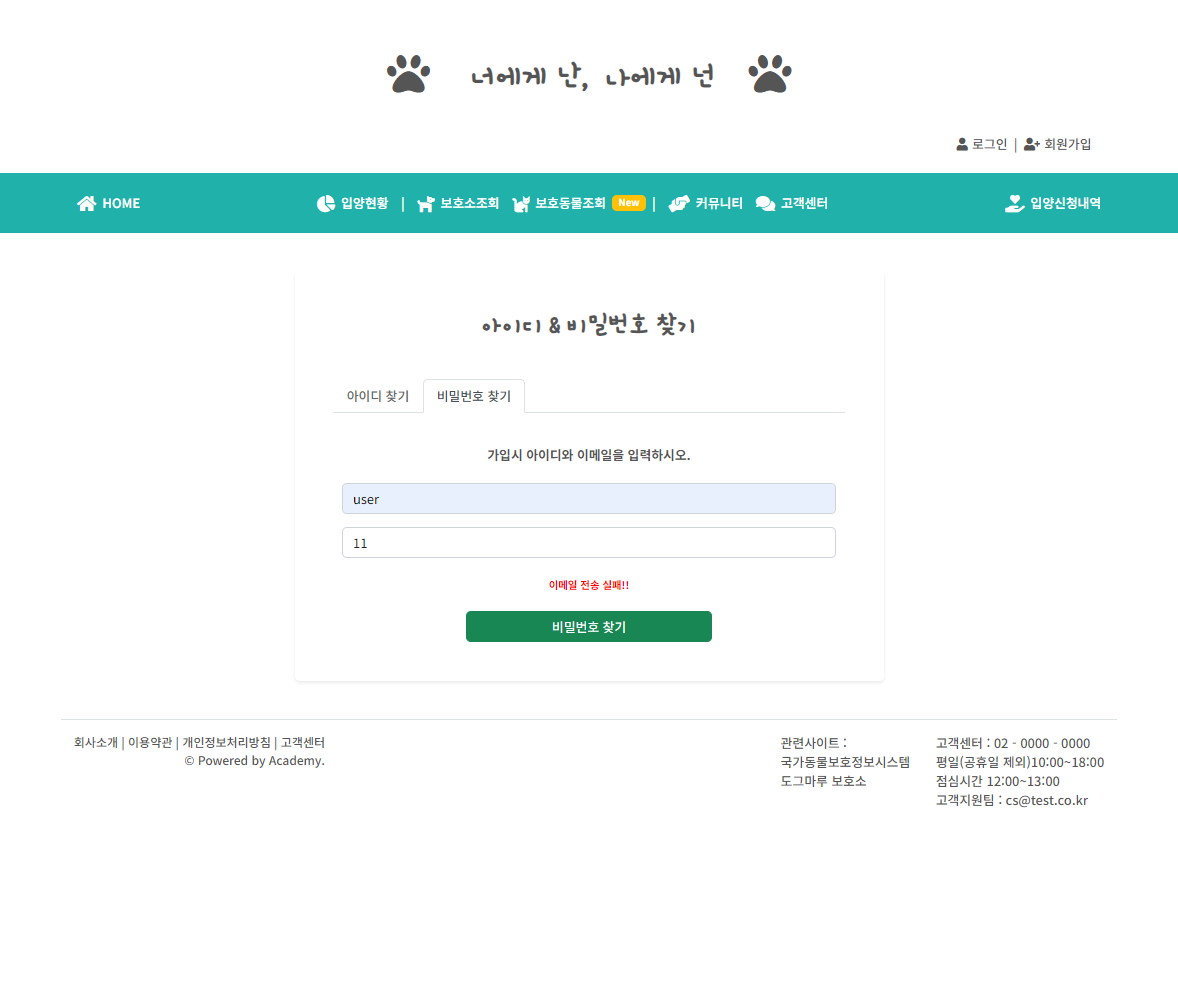 너에게 난, 나에게 넌
로그인 | 회원가입
HOME 입양현황 | 보호소조회 보호동물조회 New | 커뮤니티 고객센터 입양신청내역
아이디 & 비밀번호 찾기
아이디 찾기 비밀번호 찾기
가입시 아이디와 이메일을 입력하시오.
user
11
이메일 전송 실패!!
비밀번호 찾기
회사소개 | 이용약관 | 개인정보처리방침 | 고객센터
© Powered by Academy.
관련사이트 :
국가동물보호정보시스템
도그마루 보호소
고객센터 : 02 - 0000 - 0000
평일(공휴일 제외)10:00~18:00
점심시간 12:00~13:00
고객지원팀 : cs@test.co.kr